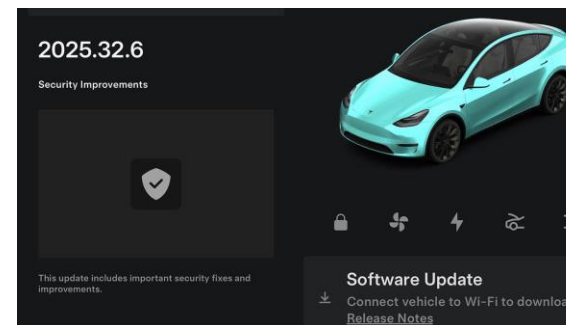 2025.32.6
Security Improvements
This update includes important security fixes and
improvements.
Software Update
Connect vehicle to Wi-Fi to downloa
Release Notes